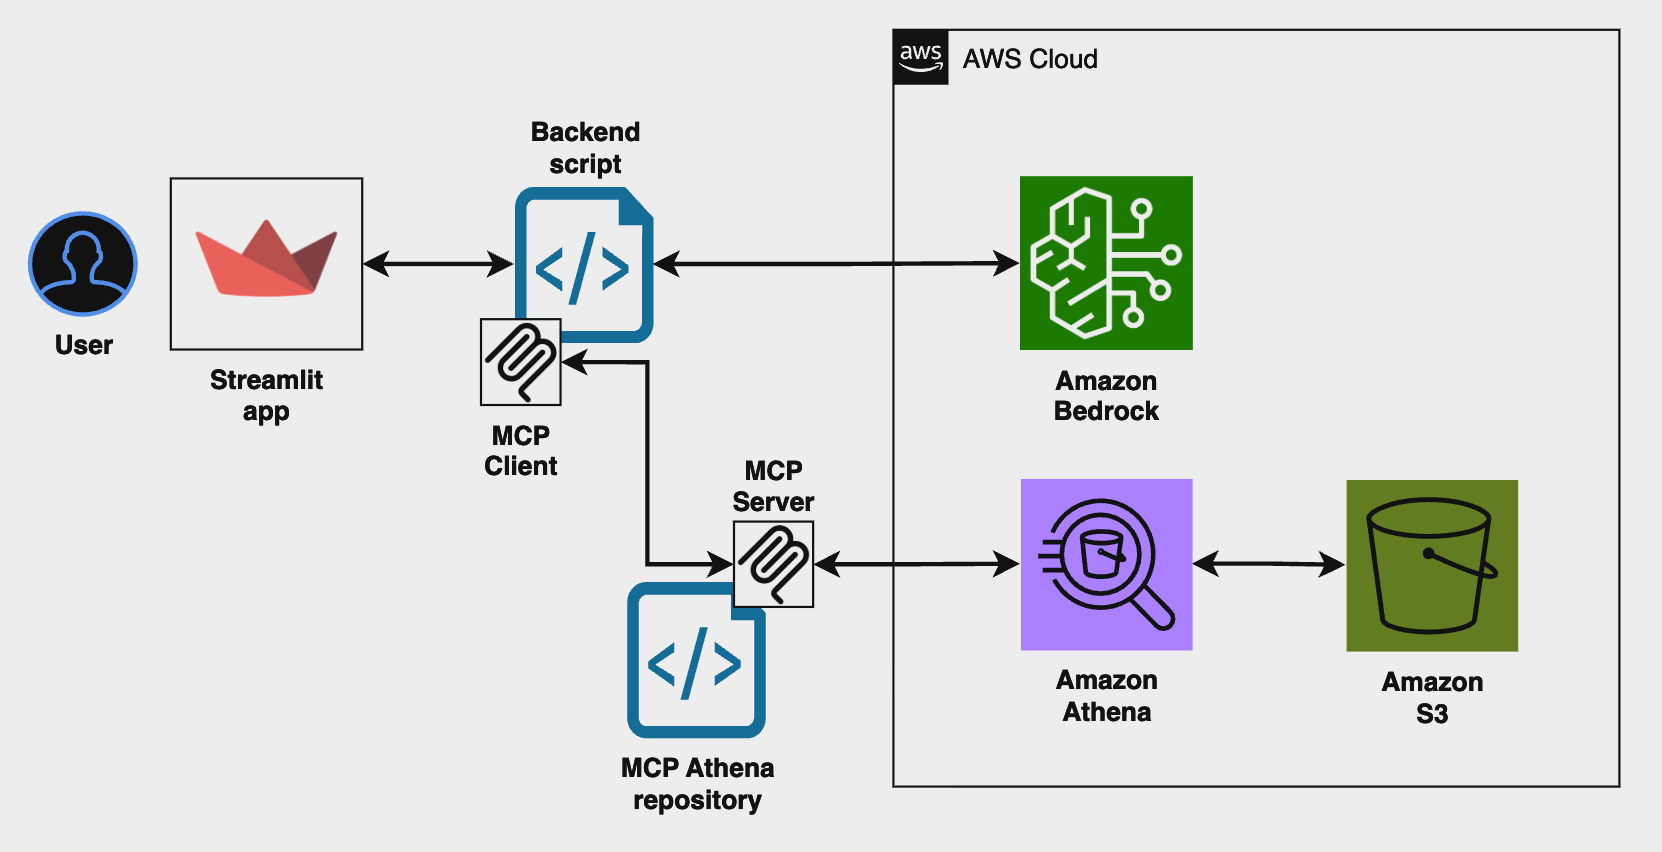 aws
AWS Cloud
Backend
script
</>
User
Streamlit
app
MCP
Client
Amazon
Bedrock
MCP
Server
</>
MCP Athena
repository
Amazon
Athena
Amazon
S3